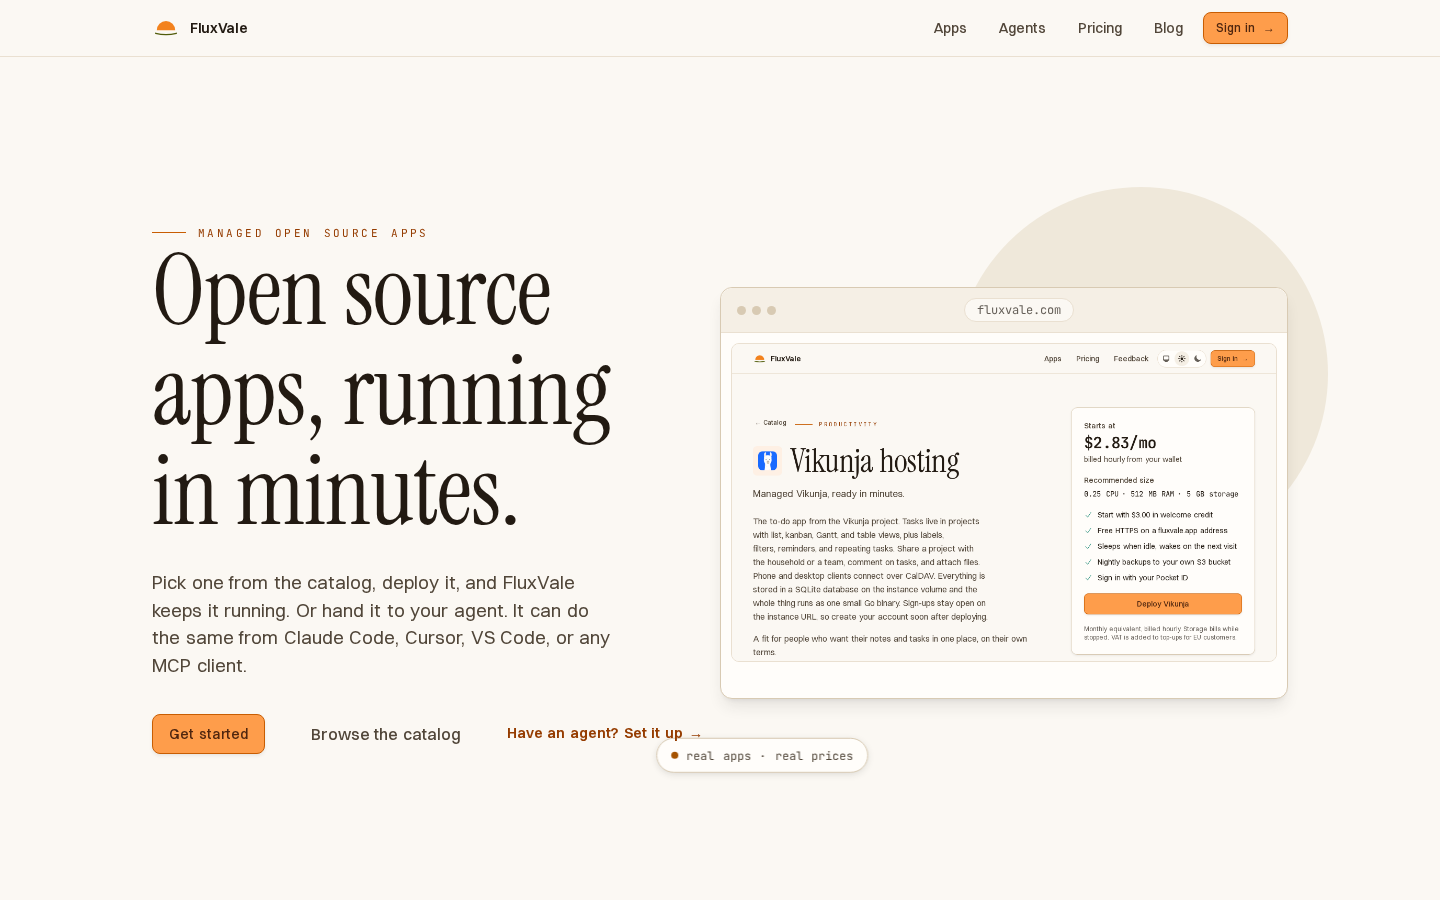 FluxVale
Apps
Agents
Pricing
Blog
Sign in →
MANAGED OPEN SOURCE APPS
Open source
apps, running
in minutes.
Pick one from the catalog, deploy it, and FluxVale
keeps it running. Or hand it to your agent. It can do
the same from Claude Code, Cursor, VS Code, or any
MCP client.
Get started
Browse the catalog
Have an agent? Set it up →
fluxvale.com
FluxVale
Apps
Pricing
Feedback
Sign in →
← Catalog
PRODUCTIVITY
Vikunja hosting
Managed Vikunja, ready in minutes.
The to-do app from the Vikunja project. Tasks live in projects
with list, kanban, Gantt, and table views, plus labels,
filters, reminders, and repeating tasks. Share a project with
the household or a team, comment on tasks, and attach files.
Phone and desktop clients connect over CalDAV. Everything is
stored in a SQLite database on the instance volume and the
whole thing runs as one small Go binary. Sign-ups stay open on
the instance URL, so create your account soon after deploying.
A fit for people who want their notes and tasks in one place, on their own
terms.
Starts at
$2.83/mo
billed hourly from your wallet
Recommended size
0.25 CPU · 512 MB RAM · 5 GB storage
✓ Start with $3.00 in welcome credit
✓ Free HTTPS on a fluxvale.app address
✓ Sleeps when idle, wakes on the next visit
✓ Nightly backups to your own S3 bucket
✓ Sign in with your Pocket ID
Deploy Vikunja
Monthly equivalent, billed hourly. Storage bills while
stopped. VAT is added to top-ups for EU customers.
real apps · real prices